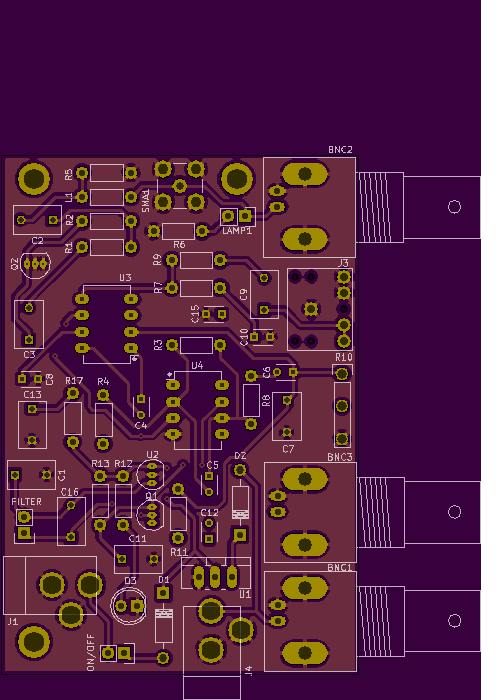 BNC2
R5
L1
SMA1
R2
C2
LAMP1
R1
R6
Q2
R9
J3
U3
R7
C9
C15
C3
C10
R3
R10
U4
C8
C6
R17
R4
C13
R8
C4
C7
U2
D2
BNC3
R13
R12
C5
C1
FILTER
C16
Q1
C12
C11
R11
BNC1
Q3
D1
U1
J1
ON/OFF
J4